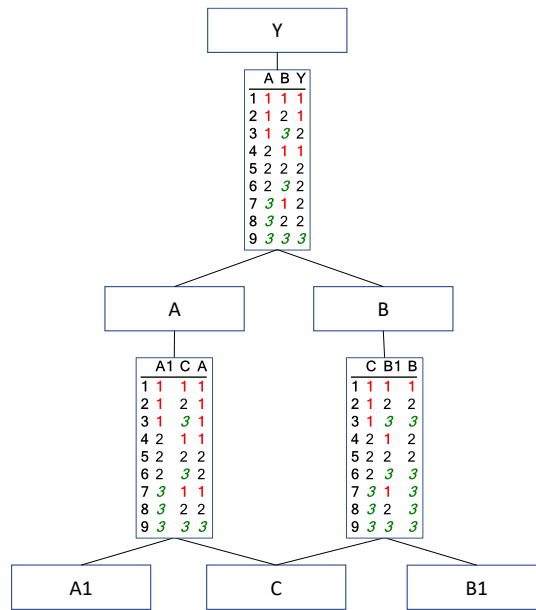 Y
A B Y
1 1 1 1
2 1 2 1
3 1 3 2
4 2 1 1
5 2 2 2
6 2 3 2
7 3 1 2
8 3 2 2
9 3 3 3
A
B
A1 C A
1 1 1 1
2 1 2 1
3 1 3 1
4 2 1 1
5 2 2 2
6 2 3 2
7 3 1 1
8 3 2 2
9 3 3 3
C B1 B
1 1 1 1
2 1 2 2
3 1 3 3
4 2 1 2
5 2 2 2
6 2 3 3
7 3 1 3
8 3 2 3
9 3 3 3
A1
C
B1